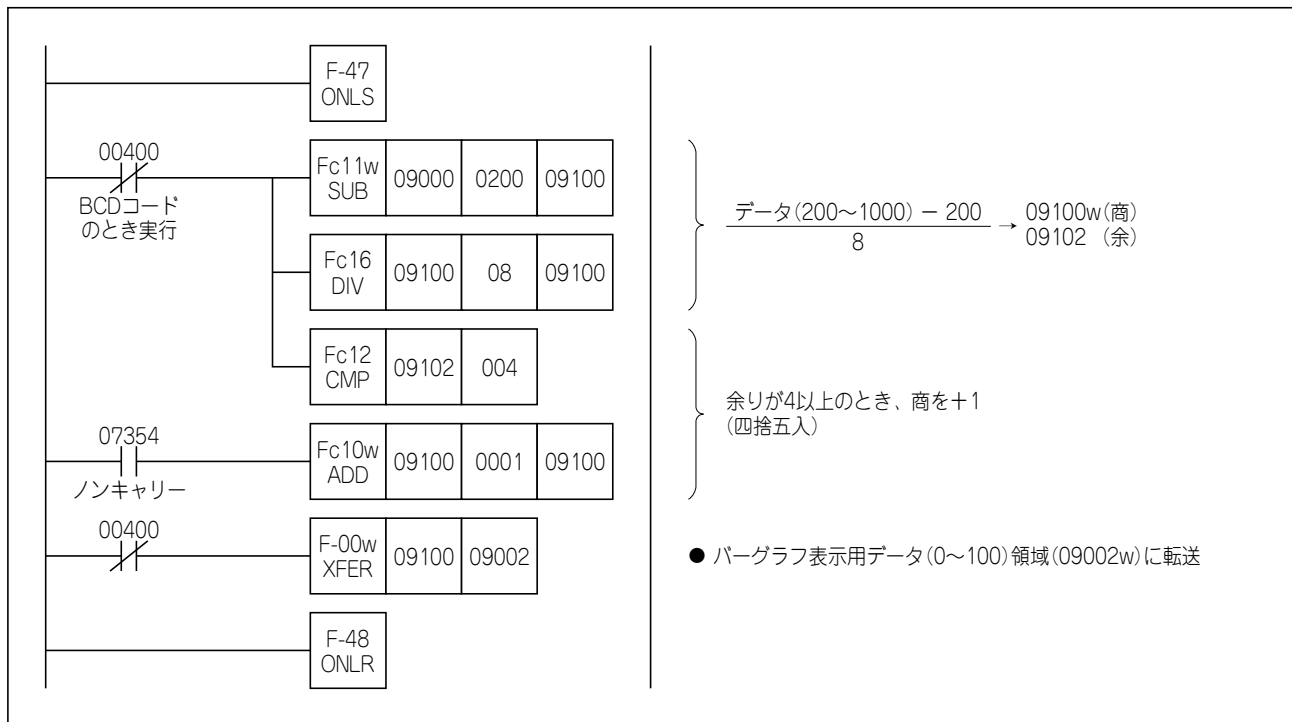 F-47
ONLS
00400
BCDコード
のとき実行
Fc11w
SUB
09000
0200
09100
Fc16
DIV
09100
08
09100
データ(200～1000) － 200
8
→
09100w(商)
09102 (余)
Fc12
CMP
09102
004
07354
ノンキャリー
Fc10w
ADD
09100
0001
09100
余りが4以上のとき、商を＋1
(四捨五入)
00400
F-00w
XFER
09100
09002
● バーグラフ表示用データ(0～100)領域(09002w)に転送
F-48
ONLR